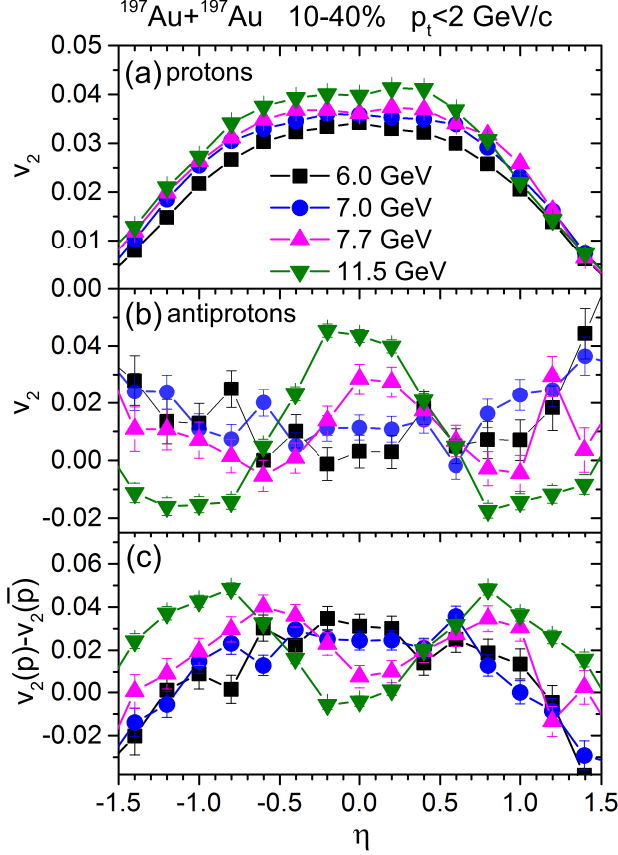 ¹⁹⁷Au+¹⁹⁷Au 10-40% pₜ<2 GeV/c
0.05
(a) protons
0.04
0.03
v₂
0.02
6.0 GeV
7.0 GeV
0.01
7.7 GeV
11.5 GeV
0.00
(b) antiprotons
0.04
v₂
0.02
0.00
-0.02
(c)
0.06
0.04
v₂(p)-v₂(p̅)
0.02
0.00
-0.02
-1.5 -1.0 -0.5 0.0 0.5 1.0 1.5
η